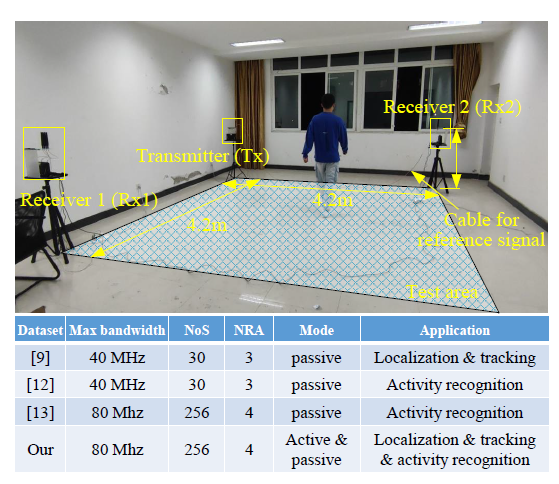 Receiver 2 (Rx2)
Transmitter (Tx)
Receiver 1 (Rx1)
4.2m
4.2m
Cable for
reference signal
Test area
Dataset Max bandwidth NoS NRA Mode Application
[9] 40 MHz 30 3 passive Localization & tracking
[12] 40 MHz 30 3 passive Activity recognition
[13] 80 Mhz 256 4 passive Activity recognition
Our 80 Mhz 256 4 Active & passive Localization & tracking & activity recognition